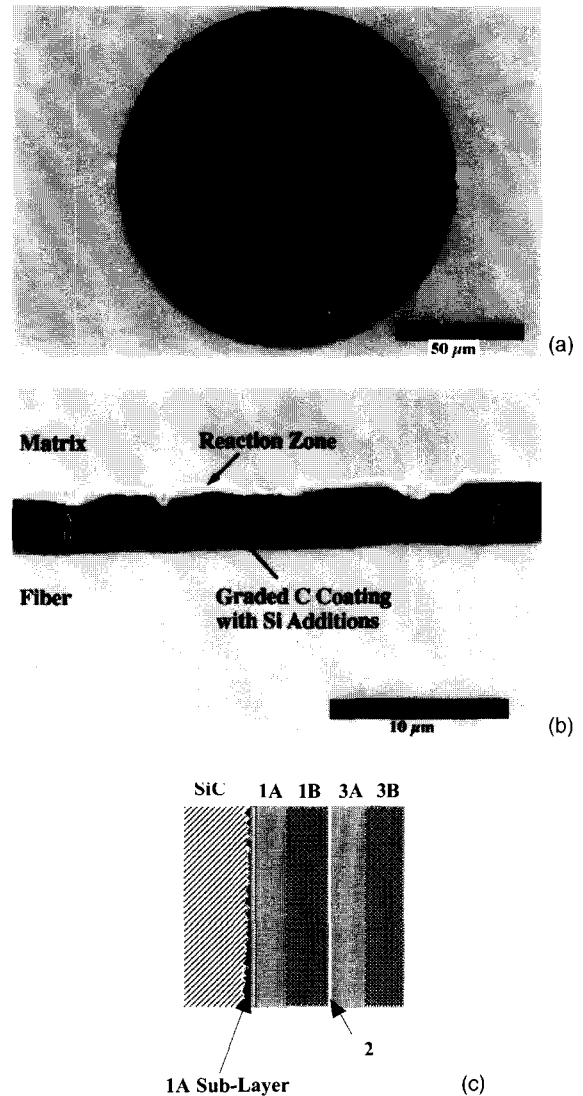 50 μm
(a)
Matrix
Reaction Zone
Fiber
Graded C Coating
with Si Additions
10 μm
(b)
SiC 1A 1B 3A 3B
2
1A Sub-Layer
(c)